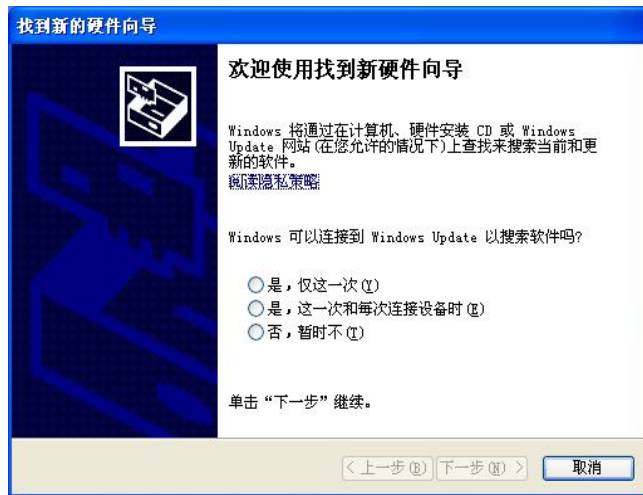 找到新的硬件向导
欢迎使用找到新硬件向导
Windows 将通过在计算机、硬件安装 CD 或 Windows
Update 网站(在您允许的情况下)上查找来搜索当前和更
新的软件。
阅读隐私策略
Windows 可以连接到 Windows Update 以搜索软件吗?
是，仅这一次(Y)
是，这一次和每次连接设备时(E)
否，暂时不(T)
单击“下一步”继续。
< 上一步(B) 下一步(N) > 取消